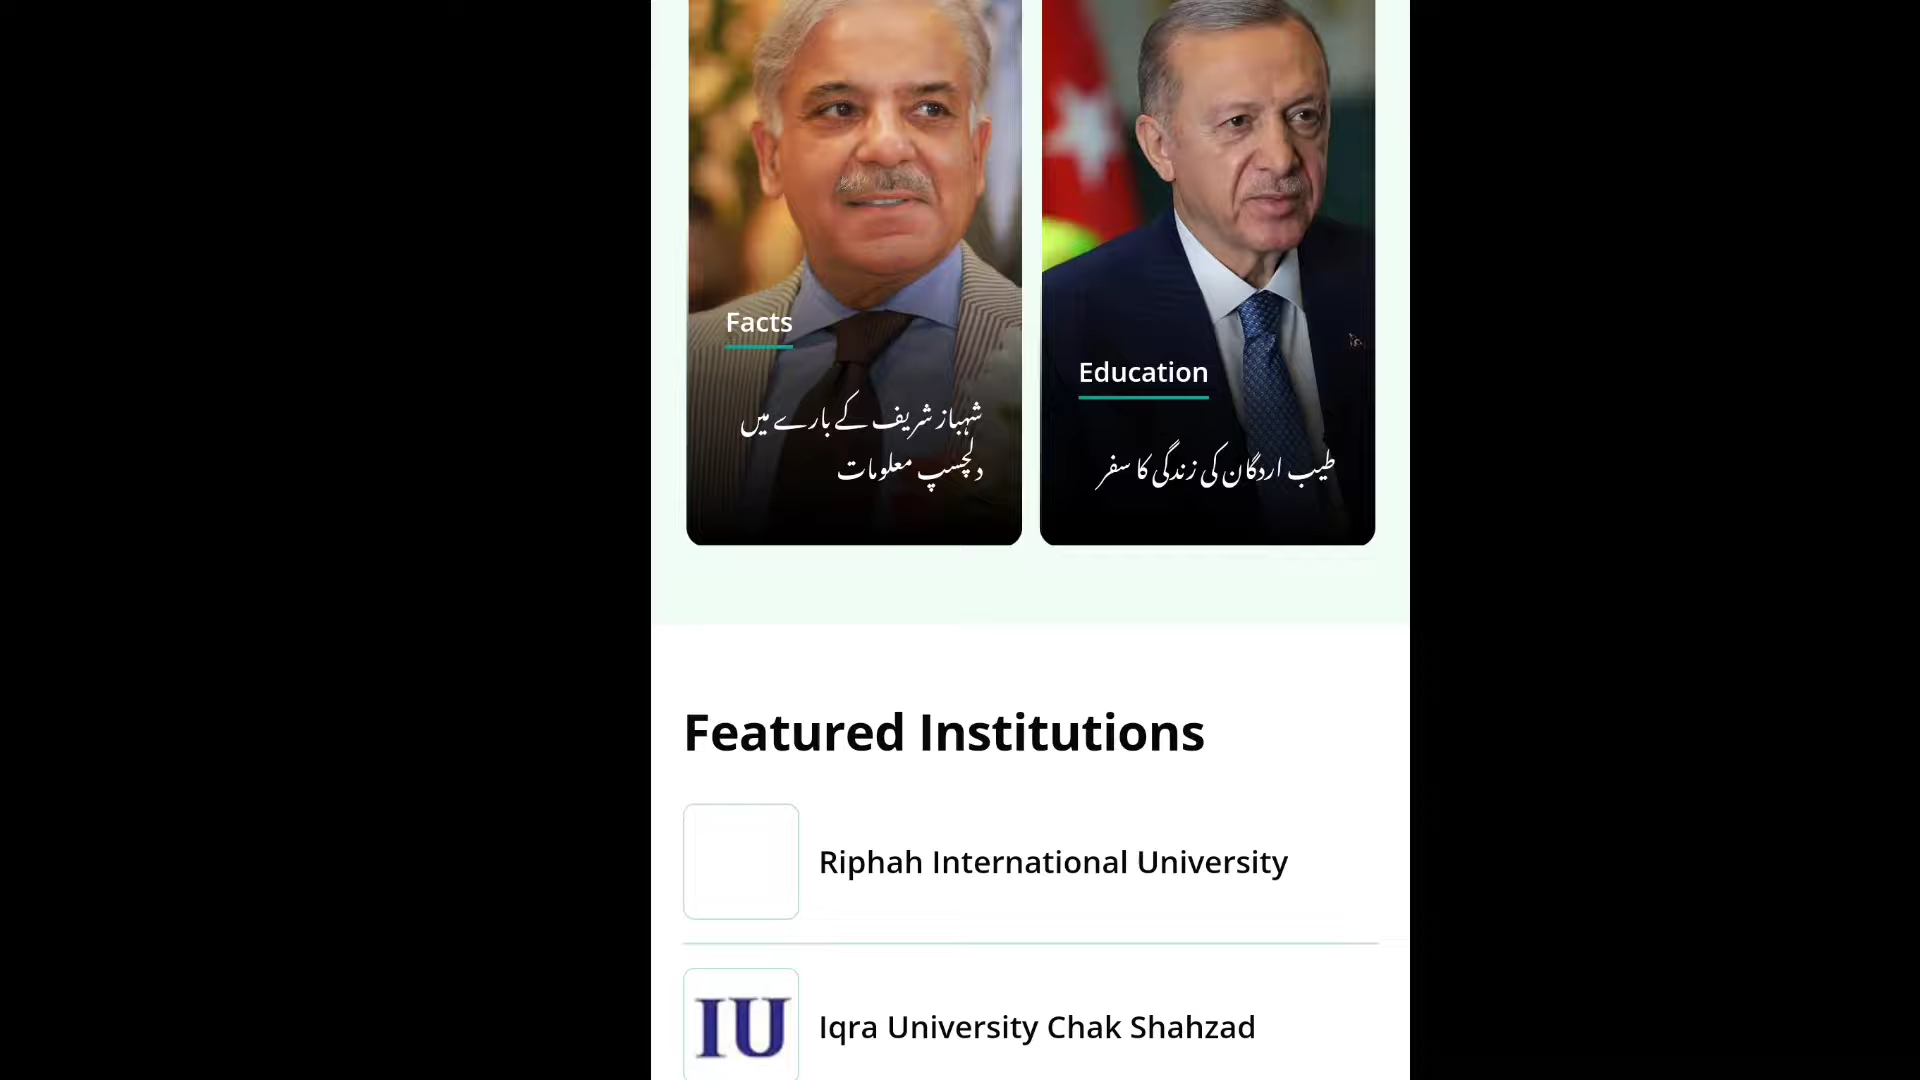 Facts
شہباز شریف کے بارے میں
دلچسپ معلومات
Education
طیب اردگان کی زندگی کا سفر
Featured Institutions
Riphah International University
IU
Iqra University Chak Shahzad